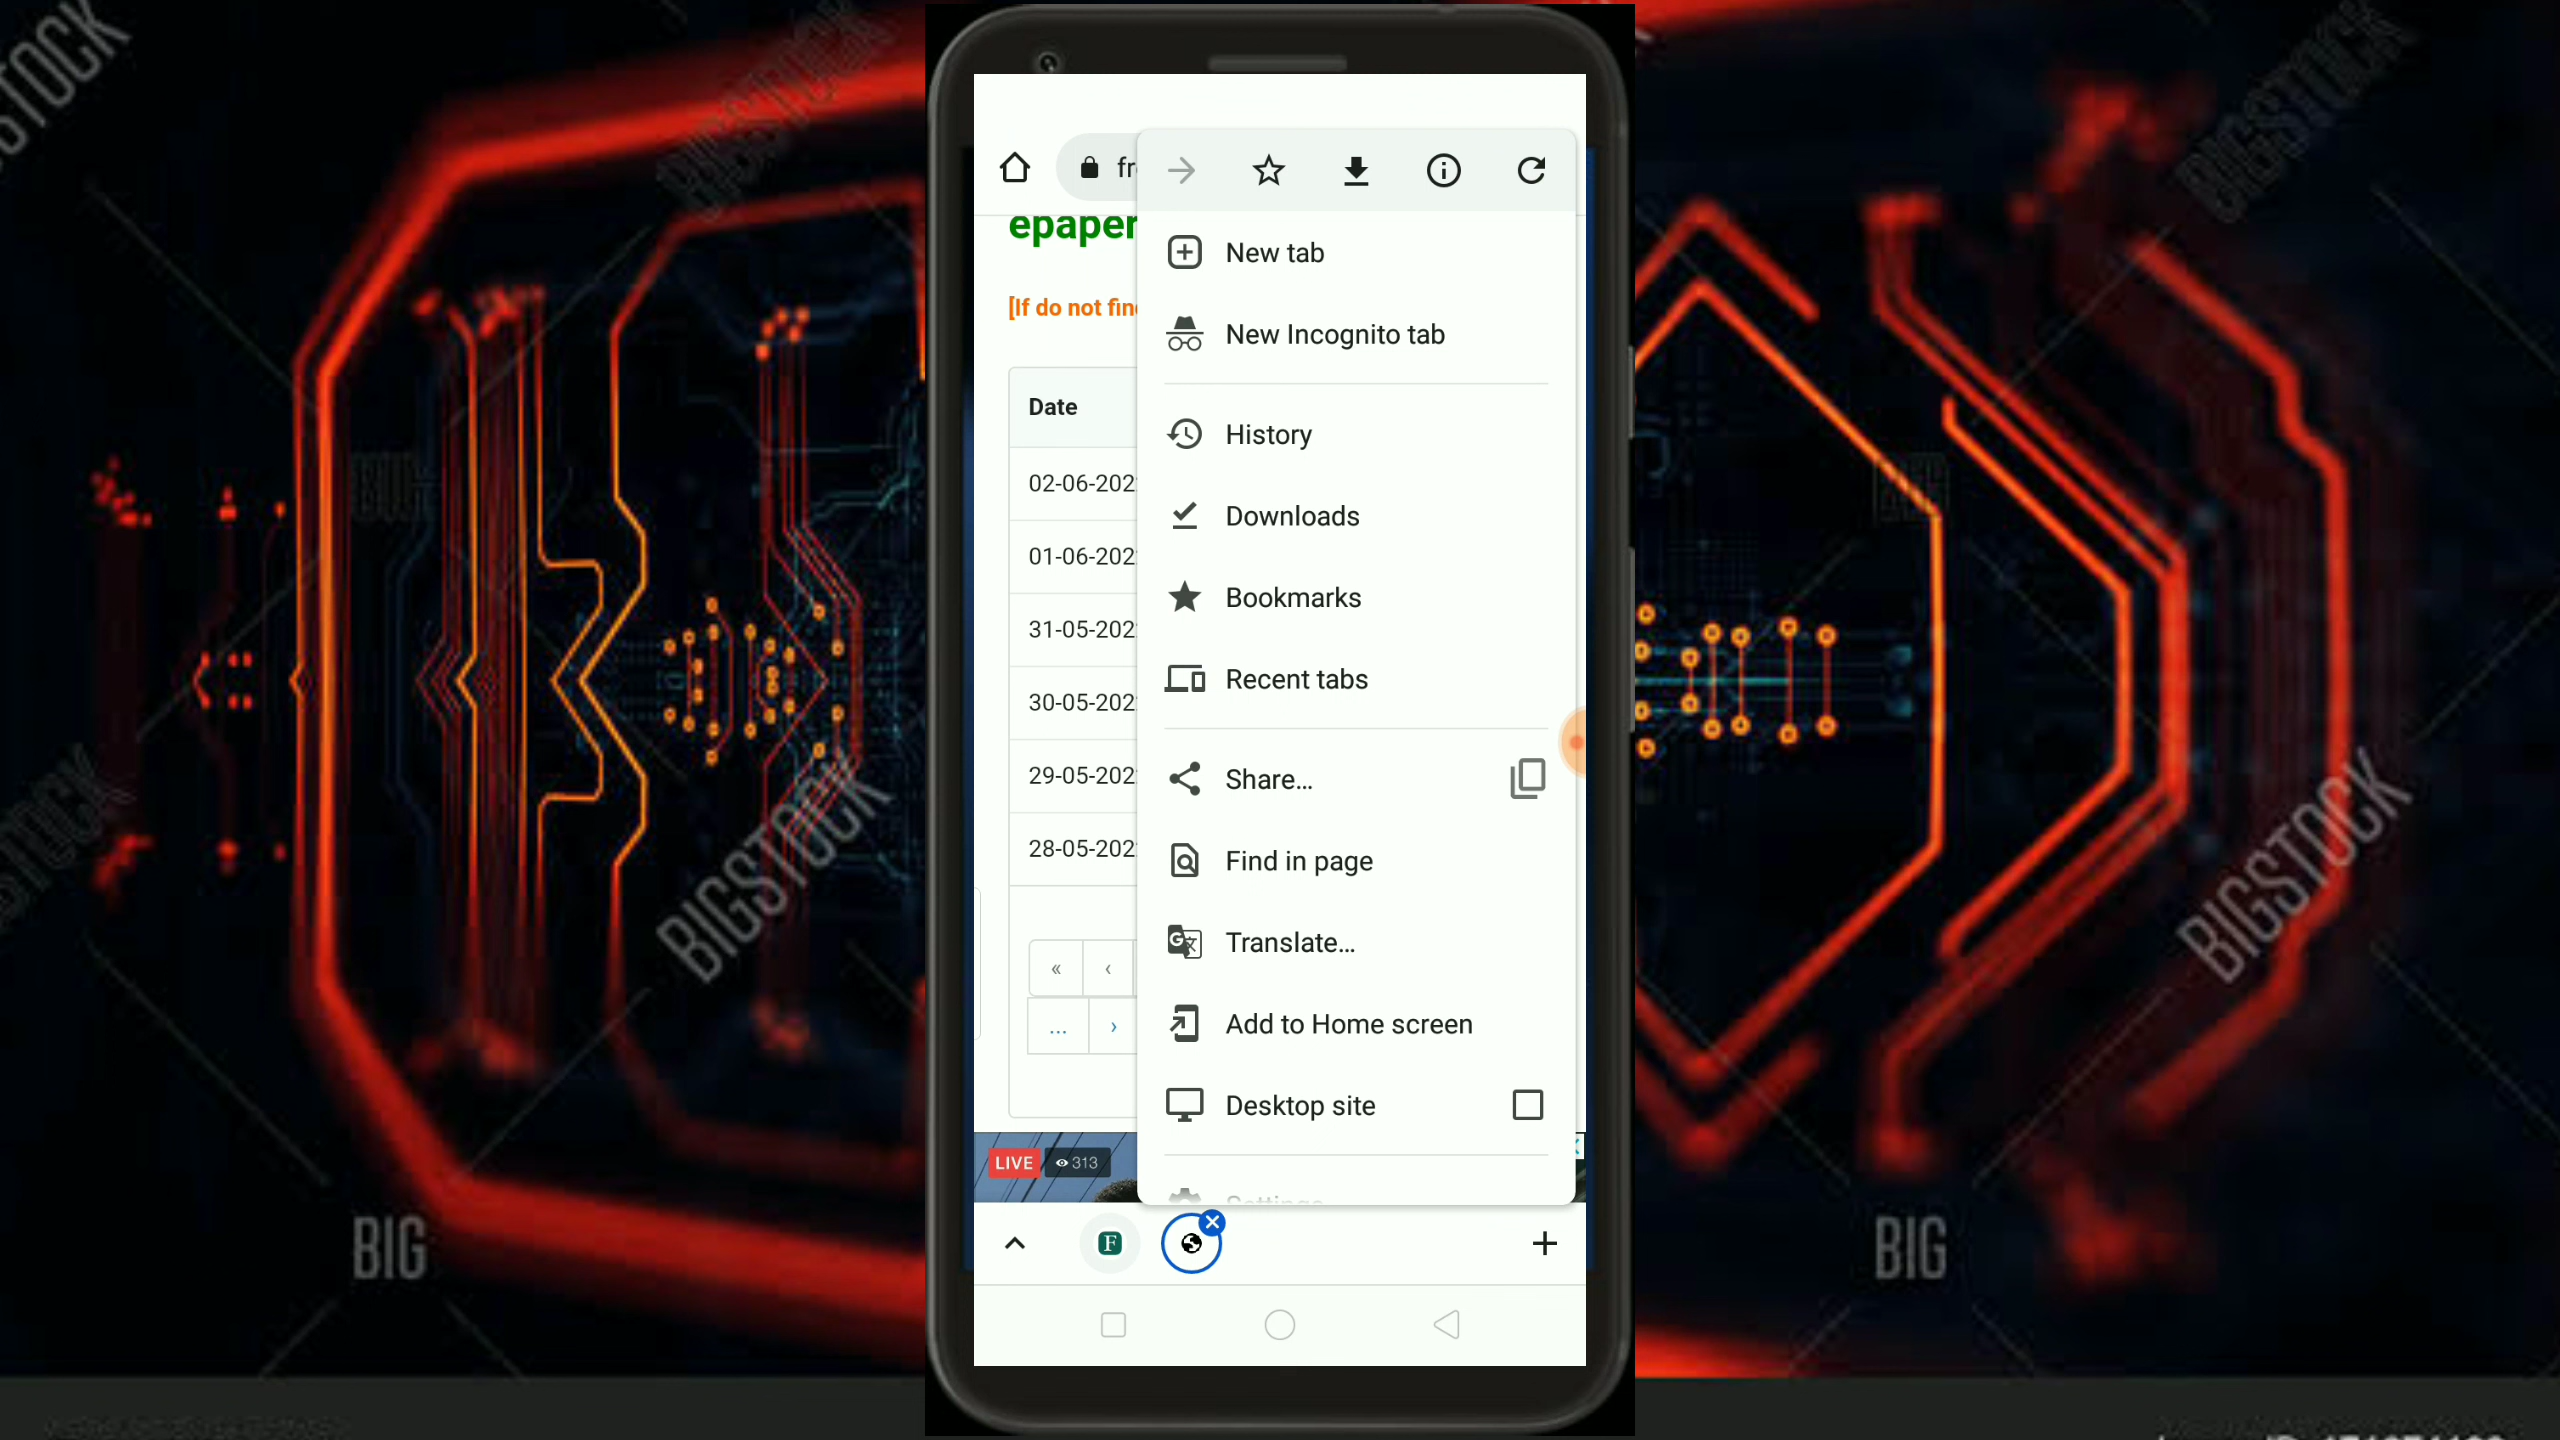 BIGSTOCK
fr
epaper
[If do not fin
Date
02-06-202
01-06-202
31-05-202
30-05-202
29-05-202
28-05-202
« ‹
... ›
LIVE 313
New tab
New Incognito tab
History
Downloads
Bookmarks
Recent tabs
Share...
Find in page
Translate...
Add to Home screen
Desktop site
Settings
F
BIGSTOCK
BIGSTOCK
BIGSTOCK
BIG
BIG